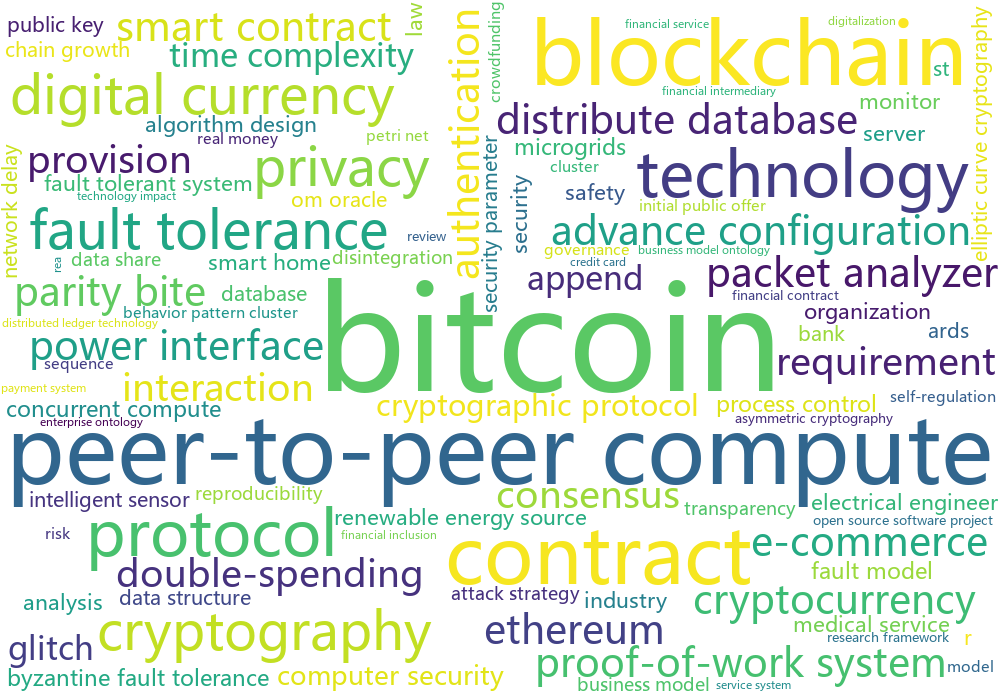 public key
smart contract
law
crowdfunding
financial service
digitalization
blockchain
elliptic curve cryptography
chain growth
time complexity
authentication
st
digital currency
financial intermediary
monitor
distribute database
algorithm design
real money
petri net
server
network delay
provision
privacy
security parameter
microgrids
cluster
technology
fault tolerant system
technology impact
om oracle
security
safety
initial public offer
fault tolerance
review
advance configuration
rea
data share
smart home
disintegration
governance
business model ontology
credit card
append
packet analyzer
parity bite
database
bitcoin
financial contract
organization
behavior pattern cluster
distributed ledger technology
bank
ards
power interface
sequence
requirement
payment system
interaction
self-regulation
concurrent compute
cryptographic protocol
process control
enterprise ontology
asymmetric cryptography
peer-to-peer compute
intelligent sensor
reproducibility
consensus
transparency
electrical engineer
protocol
renewable energy source
open source software project
risk
financial inclusion
contract
e-commerce
double-spending
fault model
analysis
data structure
attack strategy
industry
cryptocurrency
cryptography
ethereum
medical service
research framework
r
glitch
proof-of-work system
model
byzantine fault tolerance
computer security
business model
service system